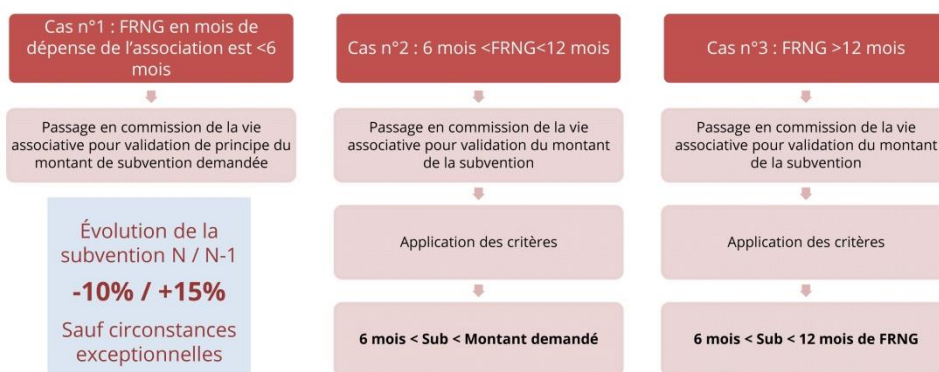 Cas n°1 : FRNG en mois de
dépense de l'association est <6
mois
Passage en commission de la vie
associative pour validation de principe du
montant de subvention demandée
Évolution de la
subvention N / N-1
-10% / +15%
Sauf circonstances
exceptionnelles
Cas n°2 : 6 mois <FRNG<12 mois
Passage en commission de la vie
associative pour validation du montant
de la subvention
Application des critères
6 mois < Sub < Montant demandé
Cas n°3 : FRNG >12 mois
Passage en commission de la vie
associative pour validation du montant
de la subvention
Application des critères
6 mois < Sub < 12 mois de FRNG